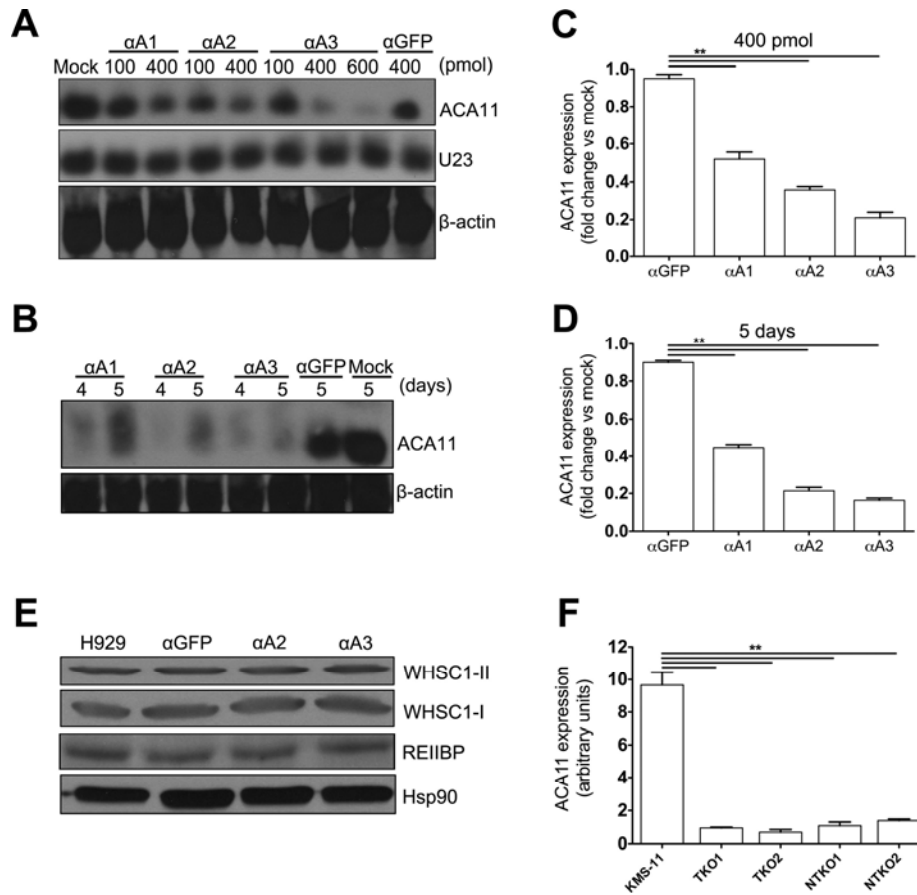 A
αA1 αA2 αA3 αGFP
Mock 100 400 100 400 100 400 600 400 (pmol)
ACA11
U23
β-actin
B
αA1 αA2 αA3 αGFP Mock
4 5 4 5 4 5 5 5 (days)
ACA11
β-actin
E
H929 αGFP αA2 αA3
WHSC1-II
WHSC1-I
REIIBP
Hsp90
C
400 pmol
**
ACA11 expression
(fold change vs mock)
1.0
0.8
0.6
0.4
0.2
0.0
αGFP αA1 αA2 αA3
D
5 days
**
ACA11 expression
(fold change vs mock)
1.0
0.8
0.6
0.4
0.2
0.0
αGFP αA1 αA2 αA3
F
**
ACA11 expression
(arbitrary units)
12
10
8
6
4
2
0
KMS-11 TKO1 TKO2 NTKO1 NTKO2